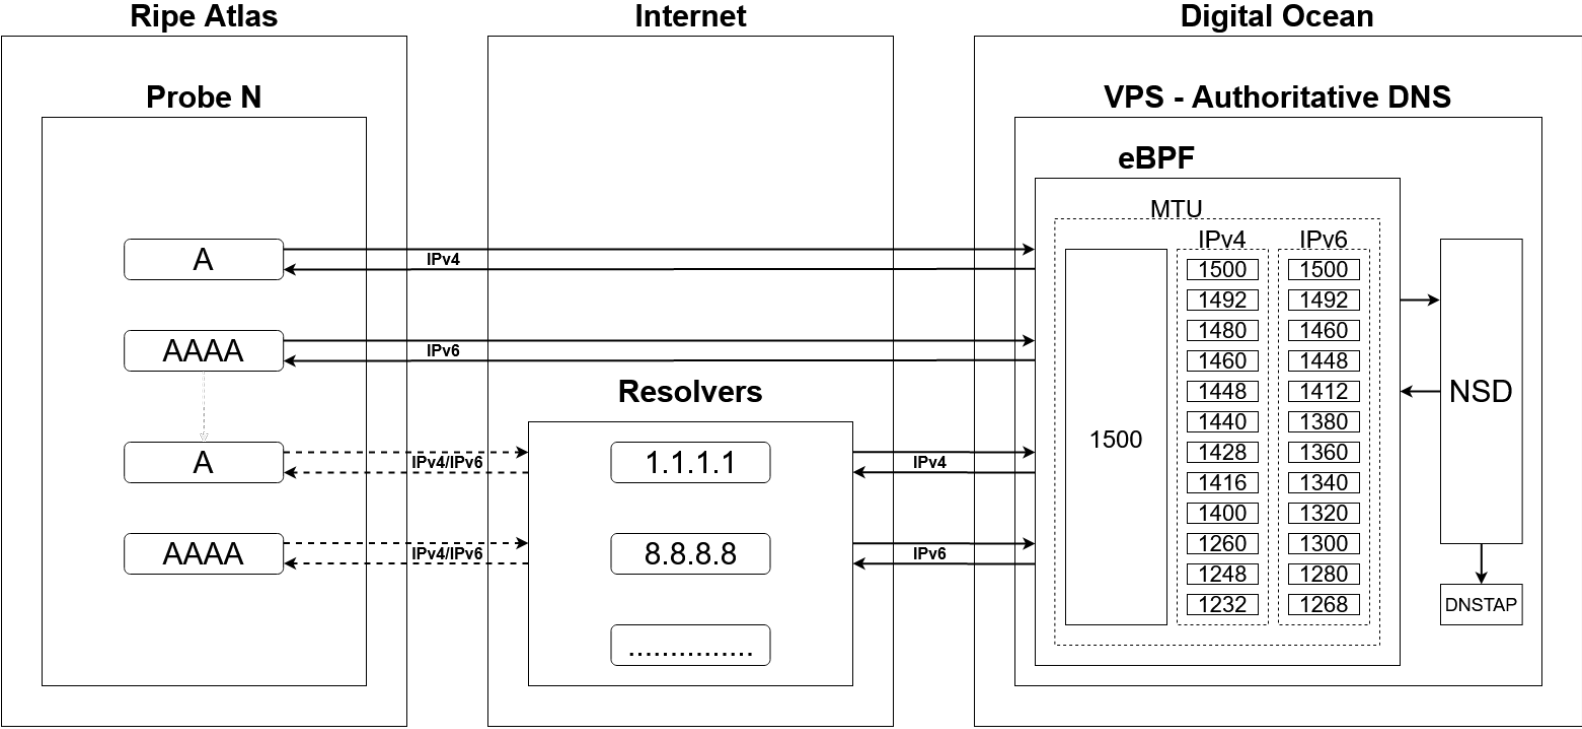 Ripe Atlas
Internet
Digital Ocean
Probe N
VPS - Authoritative DNS
eBPF
MTU
IPv4
IPv6
A
IPv4
AAAA
IPv6
Resolvers
A
IPv4/IPv6
1.1.1.1
IPv4
AAAA
IPv4/IPv6
8.8.8.8
IPv6
...............
1500
1500
1492
1480
1460
1448
1440
1428
1416
1400
1260
1248
1232
1500
1492
1460
1448
1412
1380
1360
1340
1320
1300
1280
1268
NSD
DNSTAP